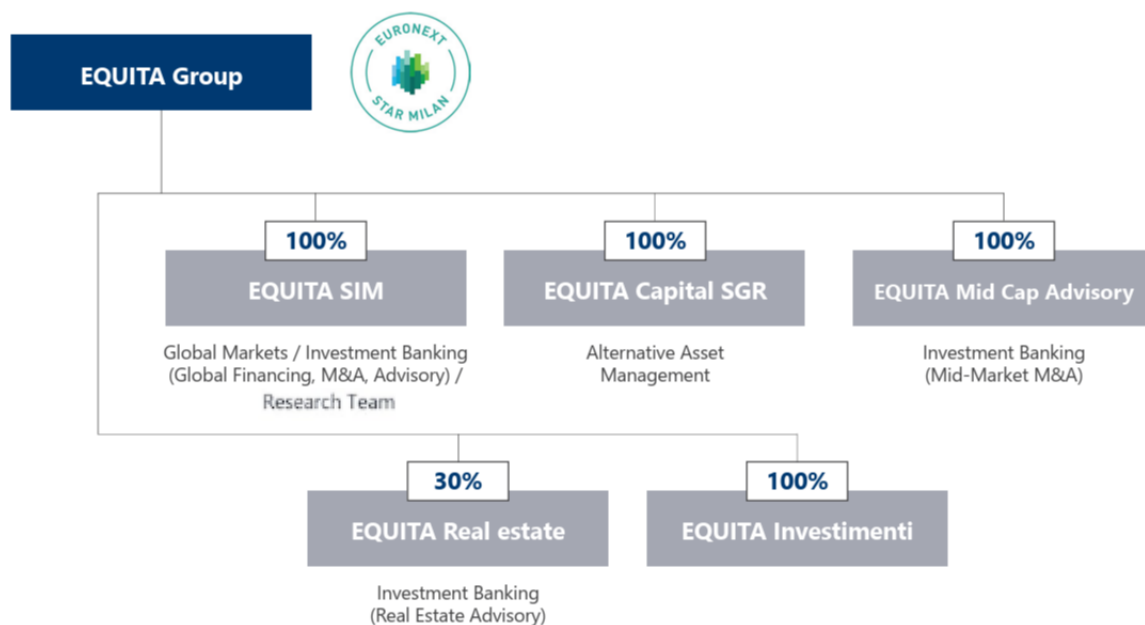 EQUITA Group
EURONEXT
STAR MILAN
100%
EQUITA SIM
Global Markets / Investment Banking
(Global Financing, M&A, Advisory) /
Research Team
100%
EQUITA Capital SGR
Alternative Asset
Management
100%
EQUITA Mid Cap Advisory
Investment Banking
(Mid-Market M&A)
30%
EQUITA Real estate
Investment Banking
(Real Estate Advisory)
100%
EQUITA Investimenti